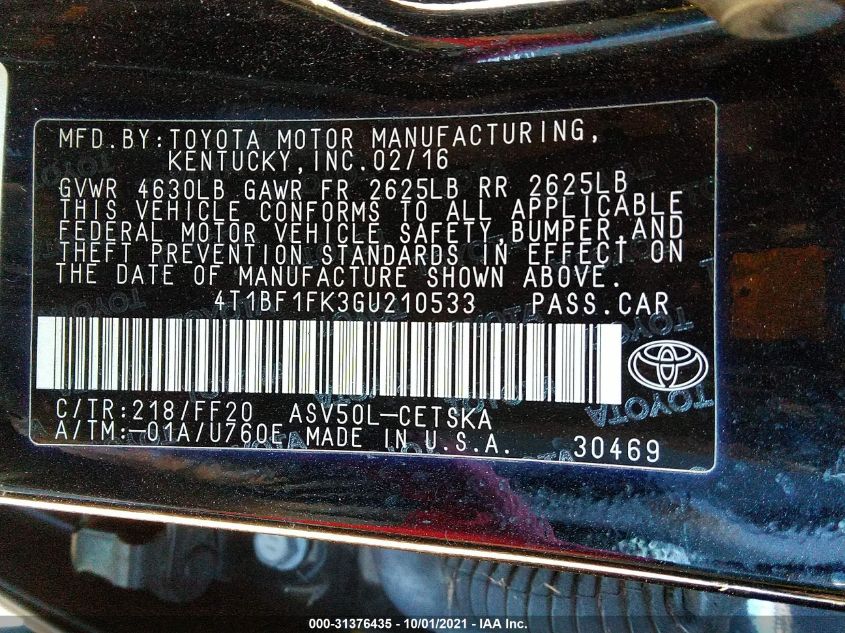 MFD.BY:TOYOTA MOTOR MANUFACTURING,
KENTUCKY,INC.02/16
GVWR 4630LB GAWR FR 2625LB RR 2625LB
THIS VEHICLE CONFORMS TO ALL APPLICABLE
FEDERAL MOTOR VEHICLE SAFETY,BUMPER,AND
THEFT PREVENTION STANDARDS IN EFFECT ON
THE DATE OF MANUFACTURE SHOWN ABOVE.
4T1BF1FK3GU210533 PASS.CAR
C/TR:218/FF20 ASV50L-CETSKA
A/TM:-01A/U760E MADE IN U.S.A. 30469
000-31376435 - 10/01/2021 - IAA Inc.